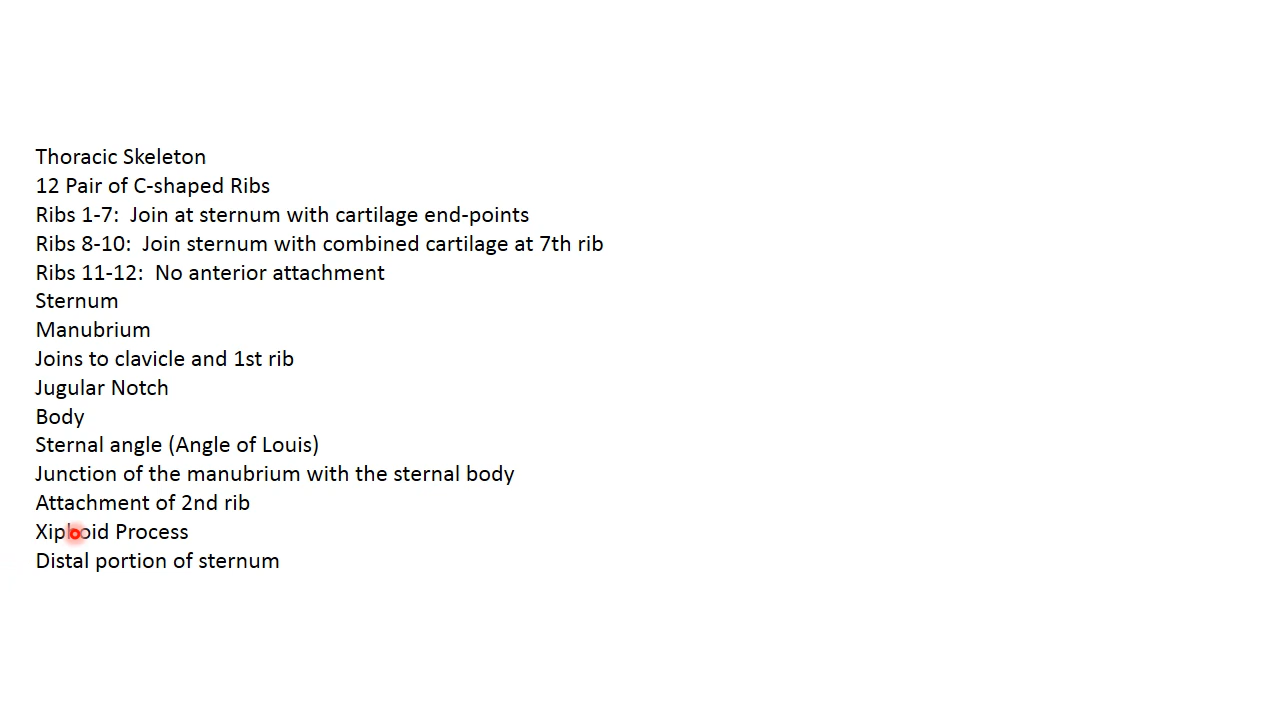 Thoracic Skeleton
12 Pair of C-shaped Ribs
Ribs 1-7:  Join at sternum with cartilage end-points
Ribs 8-10:  Join sternum with combined cartilage at 7th rib
Ribs 11-12:  No anterior attachment
Sternum
Manubrium
Joins to clavicle and 1st rib
Jugular Notch
Body
Sternal angle (Angle of Louis)
Junction of the manubrium with the sternal body
Attachment of 2nd rib
Xiphoid Process
Distal portion of sternum